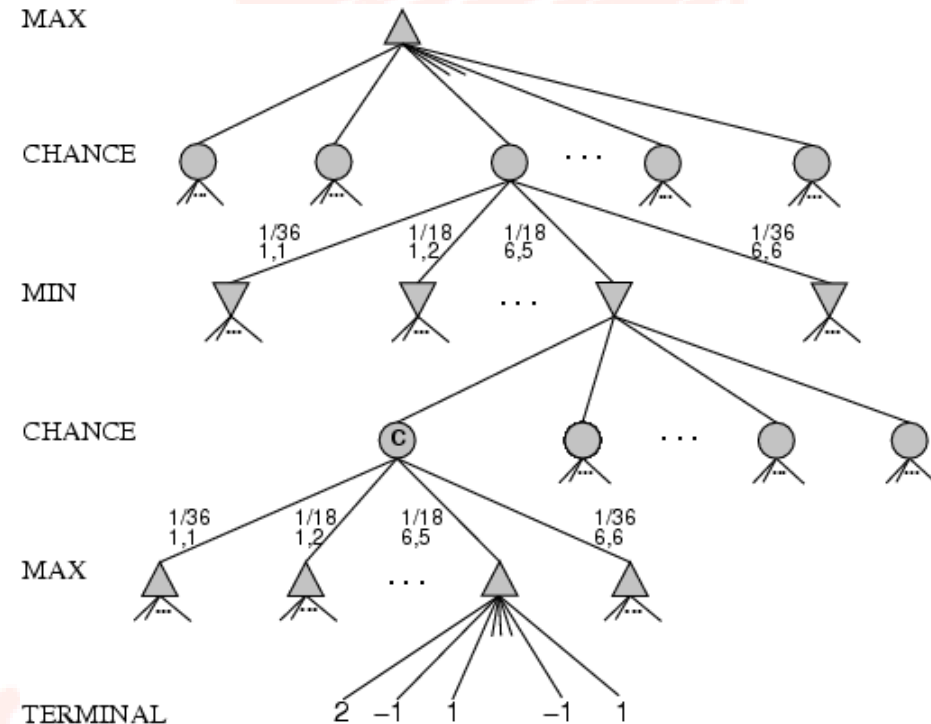 MAX
CHANCE
...
... ... ... ... ...
1/36 1/18 1/18 1/36
1,1 1,2 6,5 6,6
MIN
...
... ... ...
CHANCE
C
...
... ... ...
1/36 1/18 1/18 1/36
1,1 1,2 6,5 6,6
MAX
...
... ... ...
TERMINAL 2 −1 1 −1 1